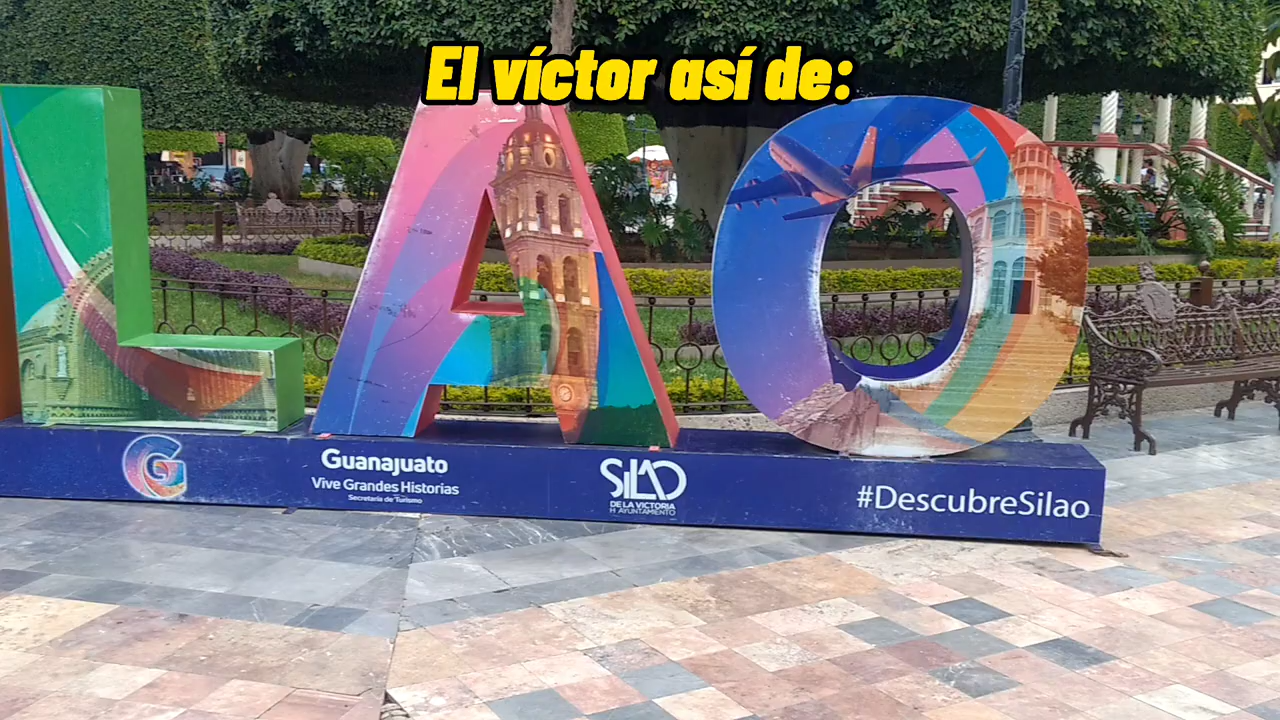 El víctor así de:
LAO
G
Guanajuato
Vive Grandes Historias
Secretaría de Turismo
SILAO
DE LA VICTORIA
H AYUNTAMIENTO
#DescubreSilao